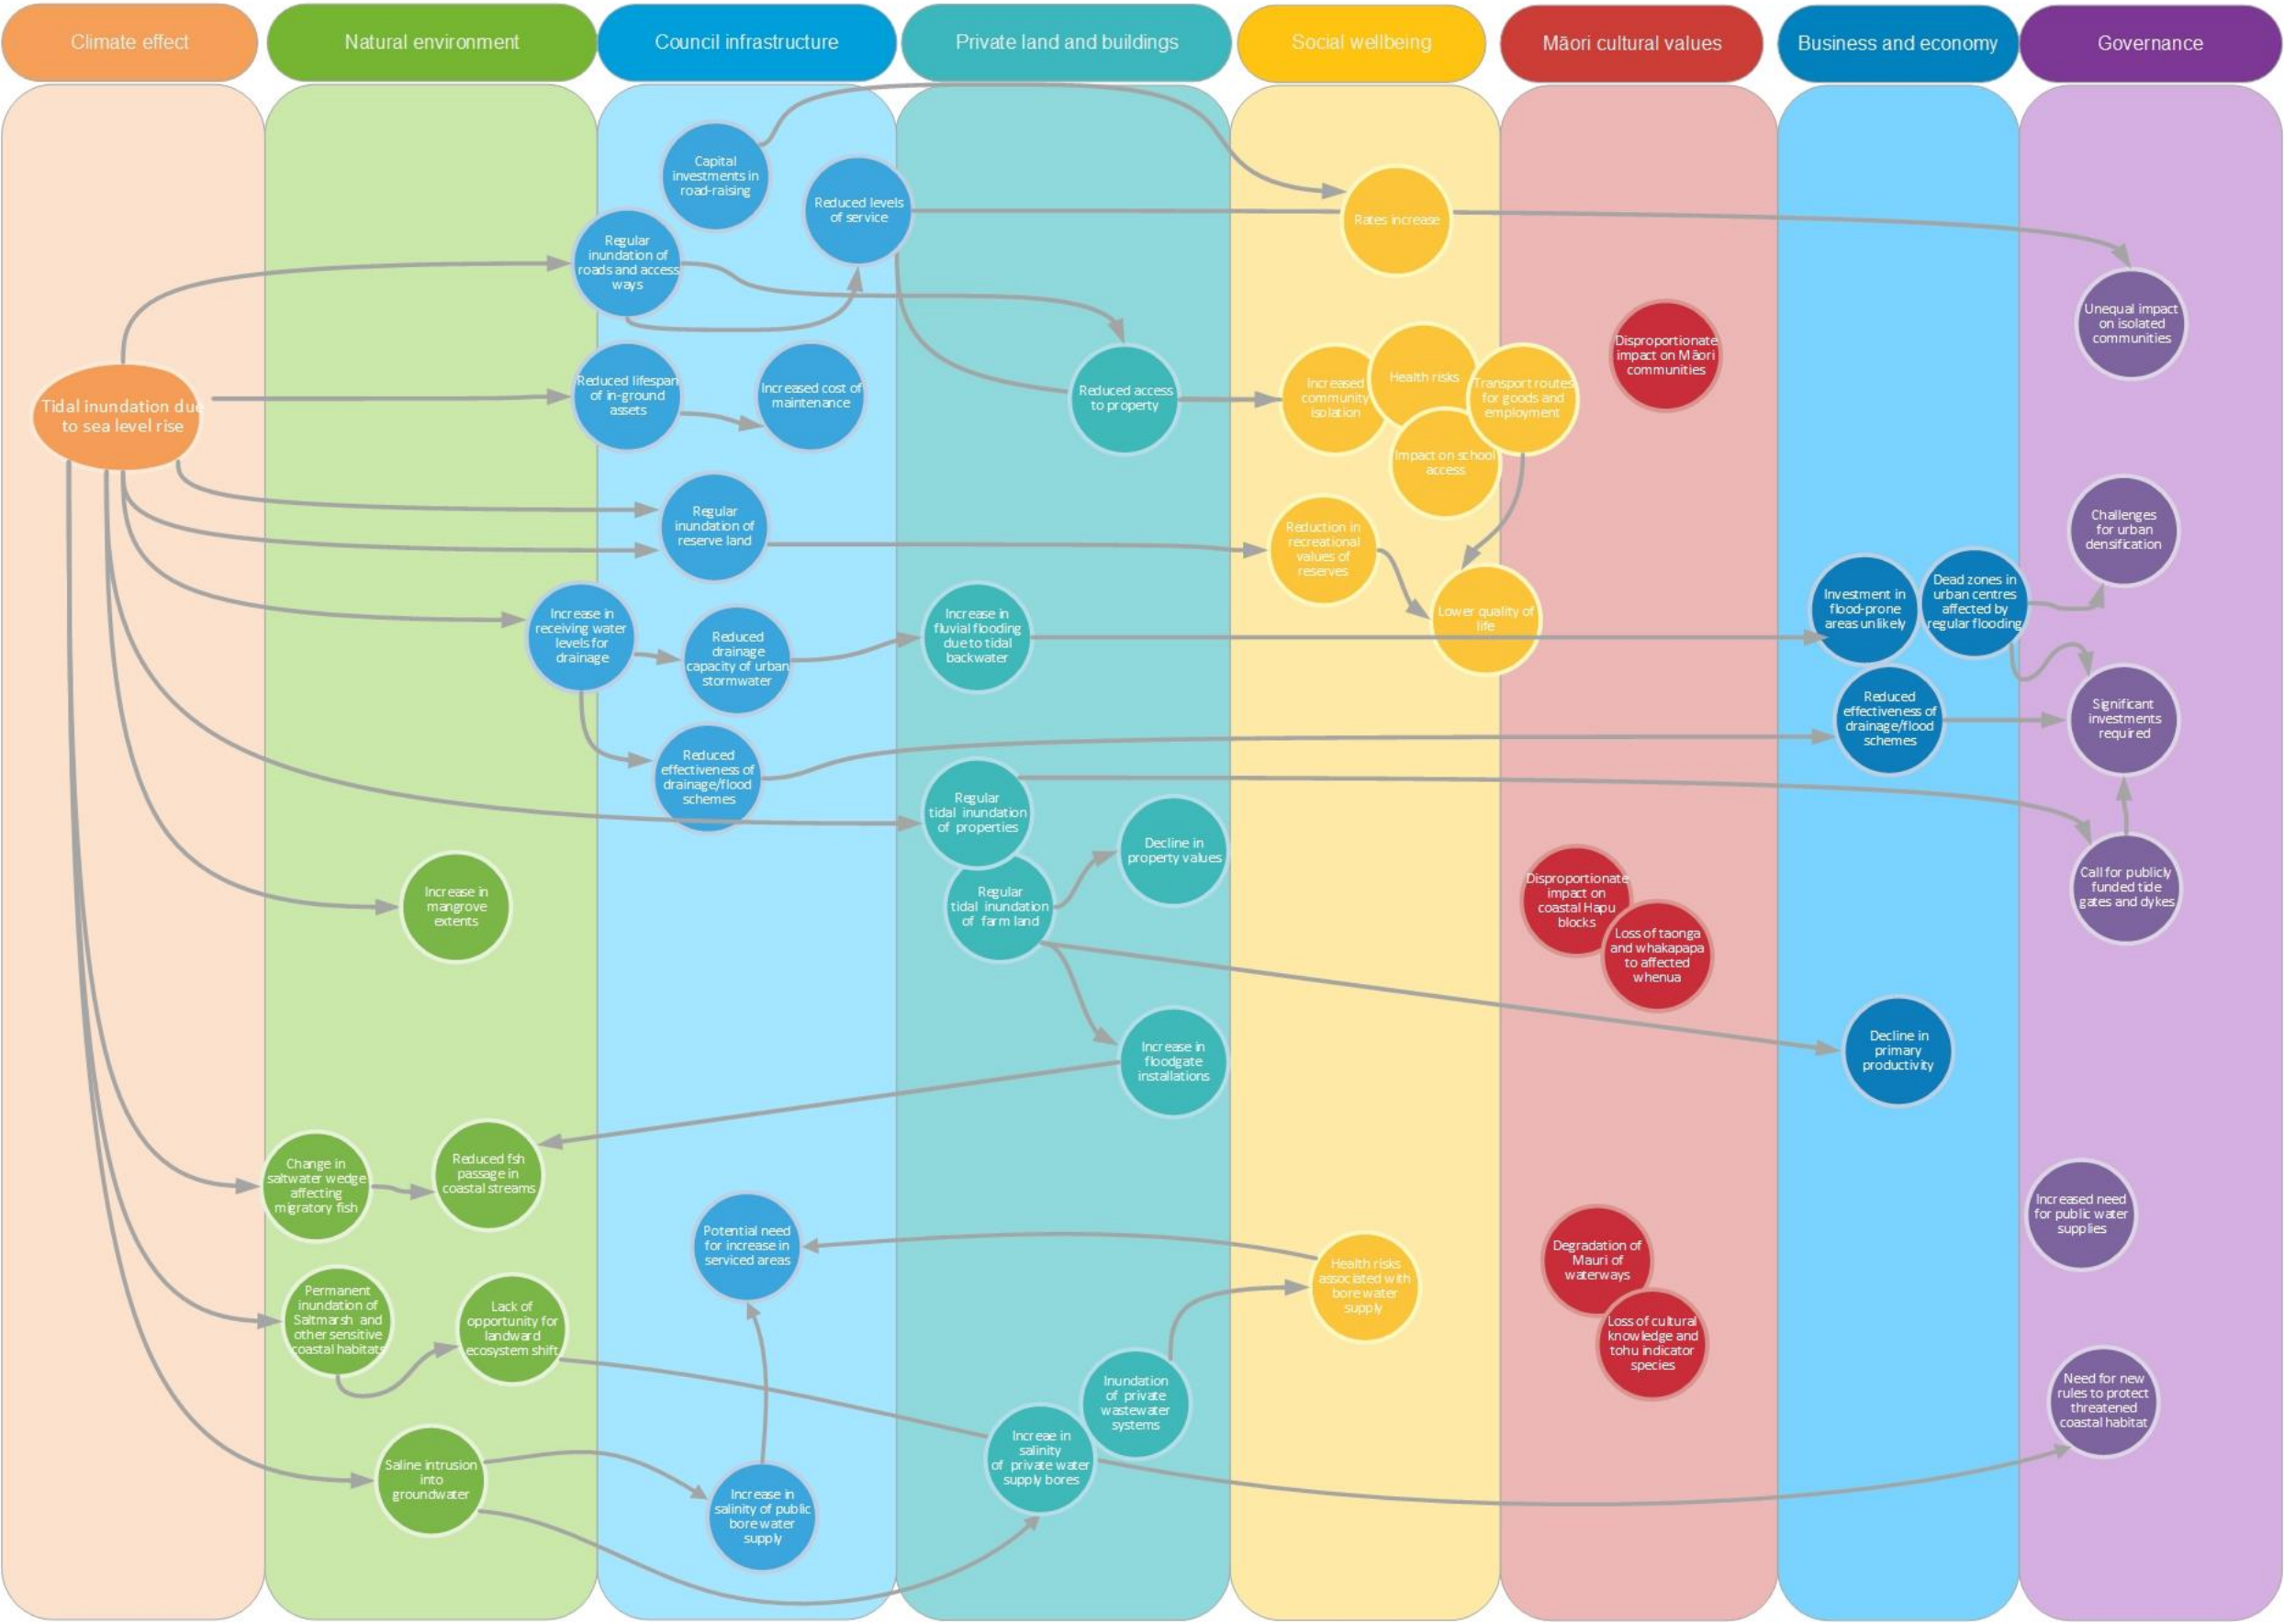 Climate effect
Natural environment
Council infrastructure
Private land and buildings
Social wellbeing
Māori cultural values
Business and economy
Governance
Tidal inundation due
to sea level rise
Increase in
mangrove
extents
Change in
saltwater wedge
affecting
migratory fish
Reduced fsh
passage in
coastal streams
Permanent
inundation of
Saltmarsh and
other sensitive
coastal habitats
Lack of
opportunity for
landward
ecosystem shift
Saline intrusion
into
groundwater
Capital
investments in
road-raising
Reduced levels
of service
Regular
inundation of
roads and access
ways
Reduced lifespan
of in-ground
assets
Increased cost of
maintenance
Regular
inundation of
reserve land
Increase in
receiving water
levels for
drainage
Reduced
drainage
capacity of urban
stormwater
Reduced
effectiveness of
drainage/flood
schemes
Potential need
for increase in
serviced areas
Increase in
salinity of public
bore water
supply
Reduced access
to property
Increase in
fluvial flooding
due to tidal
backwater
Regular
tidal inundation
of properties
Regular
tidal inundation
of farm land
Decline in
property values
Increase in
floodgate
installations
Inundation
of private
wastewater
systems
Increae in
salinity
of private water
supply bores
Rates increase
Increased
community
isolation
Health risks
Transport routes
for goods and
employment
Impact on school
access
Reduction in
recreational
values of
reserves
Lower quality of
life
Health risks
associated with
bore water
supply
Disproportionate
impact on Māori
communities
Disproportionate
impact on
coastal Hapu
blocks
Loss of taonga
and whakapapa
to affected
whenua
Degradation of
Mauri of
waterways
Loss of cultural
knowledge and
tohu indicator
species
Investment in
flood-prone
areas unlikely
Dead zones in
urban centres
affected by
regular flooding
Reduced
effectiveness of
drainage/flood
schemes
Decline in
primary
productivity
Unequal impact
on isolated
communities
Challenges
for urban
densification
Significant
investments
required
Call for publicly
funded tide
gates and dykes
Increased need
for public water
supplies
Need for new
rules to protect
threatened
coastal habitat